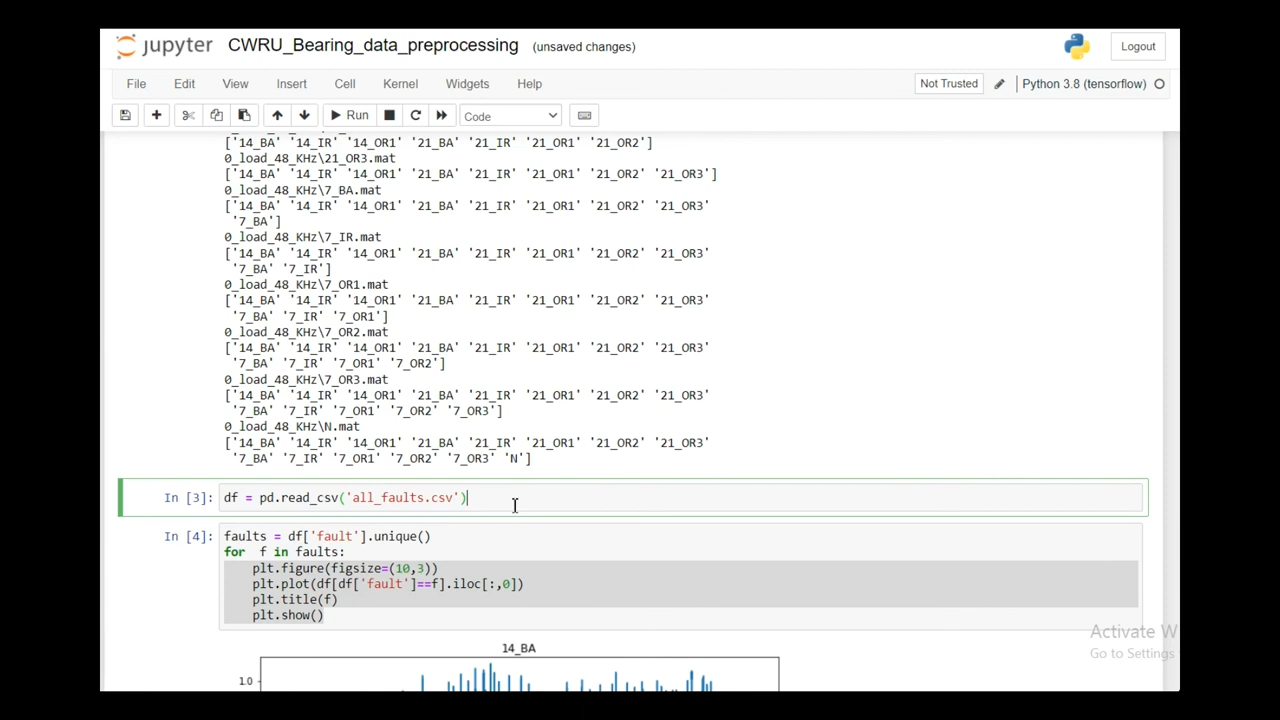 jupyter CWRU_Bearing_data_preprocessing (unsaved changes) Logout
File Edit View Insert Cell Kernel Widgets Help Not Trusted Python 3.8 (tensorflow)
Run Code
['14_BA' '14_IR' '14_OR1' '21_BA' '21_IR' '21_OR1' '21_OR2']
0_load_48_KHz\21_OR3.mat
['14_BA' '14_IR' '14_OR1' '21_BA' '21_IR' '21_OR1' '21_OR2' '21_OR3']
0_load_48_KHz\7_BA.mat
['14_BA' '14_IR' '14_OR1' '21_BA' '21_IR' '21_OR1' '21_OR2' '21_OR3'
'7_BA']
0_load_48_KHz\7_IR.mat
['14_BA' '14_IR' '14_OR1' '21_BA' '21_IR' '21_OR1' '21_OR2' '21_OR3'
'7_BA' '7_IR']
0_load_48_KHz\7_OR1.mat
['14_BA' '14_IR' '14_OR1' '21_BA' '21_IR' '21_OR1' '21_OR2' '21_OR3'
'7_BA' '7_IR' '7_OR1']
0_load_48_KHz\7_OR2.mat
['14_BA' '14_IR' '14_OR1' '21_BA' '21_IR' '21_OR1' '21_OR2' '21_OR3'
'7_BA' '7_IR' '7_OR1' '7_OR2']
0_load_48_KHz\7_OR3.mat
['14_BA' '14_IR' '14_OR1' '21_BA' '21_IR' '21_OR1' '21_OR2' '21_OR3'
'7_BA' '7_IR' '7_OR1' '7_OR2' '7_OR3']
0_load_48_KHz\N.mat
['14_BA' '14_IR' '14_OR1' '21_BA' '21_IR' '21_OR1' '21_OR2' '21_OR3'
'7_BA' '7_IR' '7_OR1' '7_OR2' '7_OR3' 'N']
In [3]: df = pd.read_csv('all_faults.csv')
In [4]: faults = df['fault'].unique()
for f in faults:
plt.figure(figsize=(10,3))
plt.plot(df[df['fault']==f].iloc[:,0])
plt.title(f)
plt.show()
Activate W
Go to Settings
14_BA
1.0